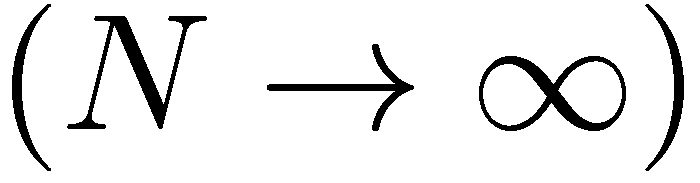 (N → ∞)